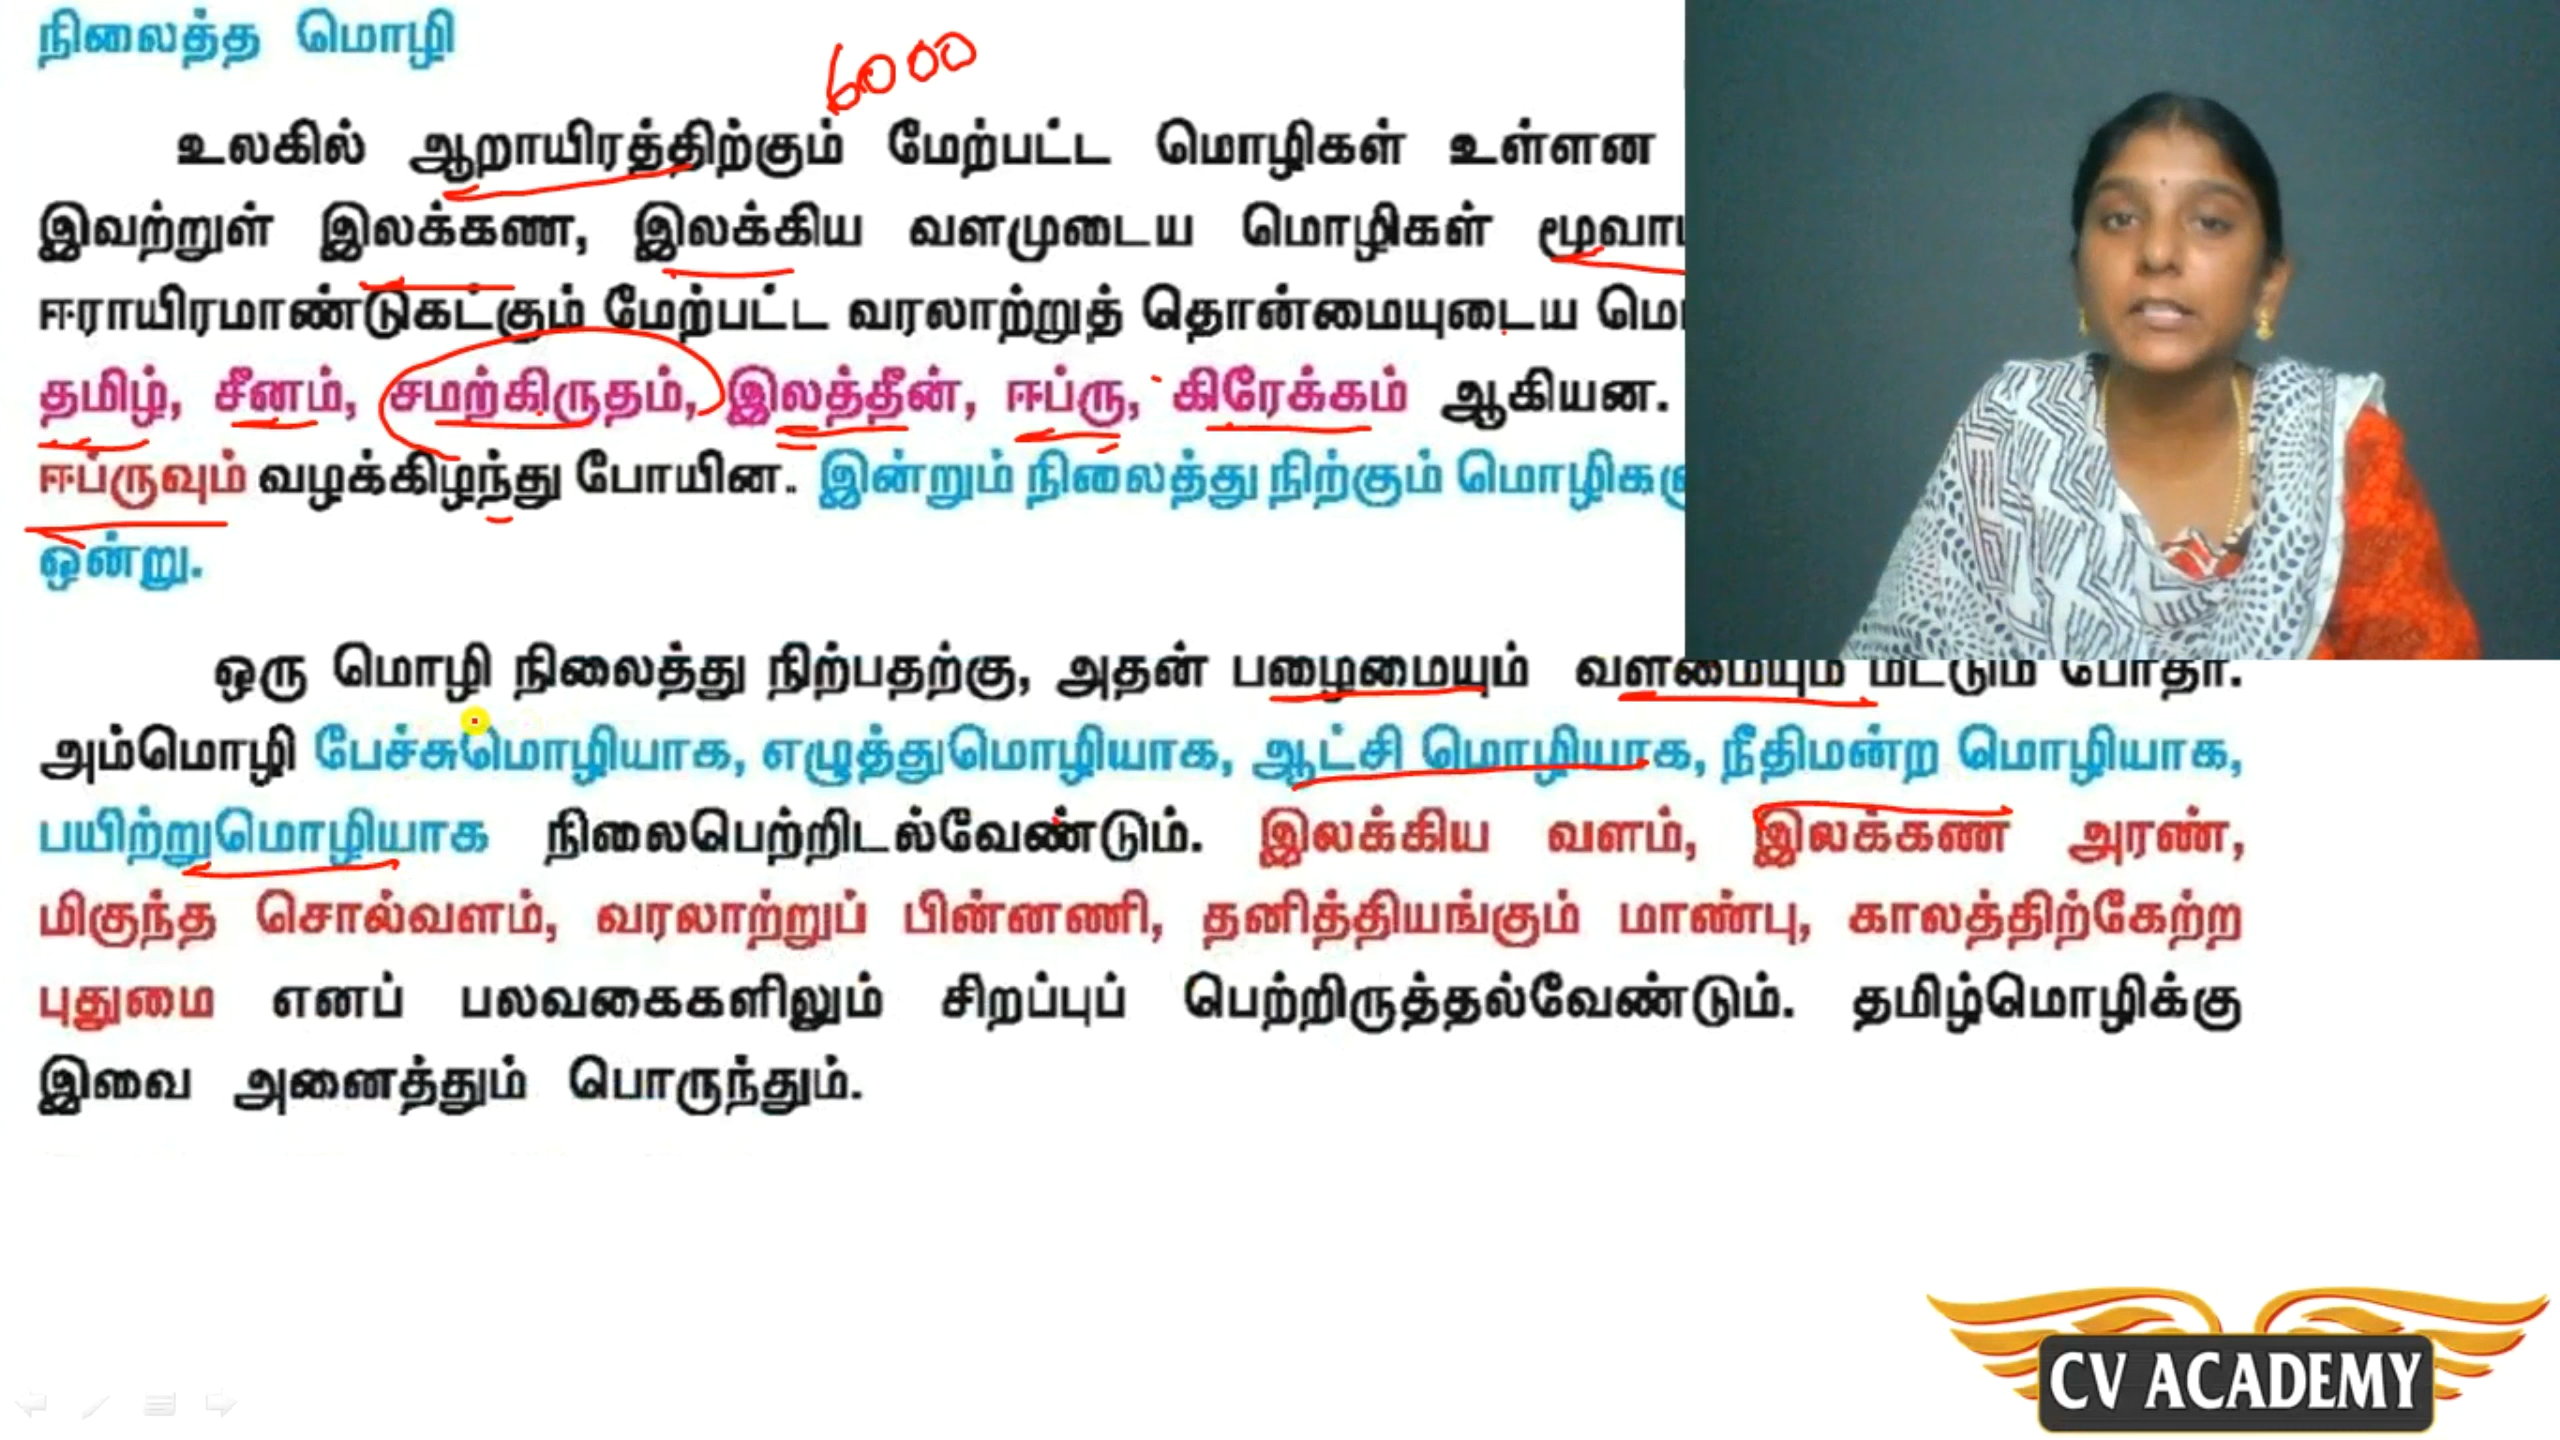 நிலைத்த மொழி
6000
உலகில் ஆறாயிரத்திற்கும் மேற்பட்ட மொழிகள் உள்ளன
இவற்றுள் இலக்கண, இலக்கிய வளமுடைய மொழிகள்
ஈராயிரமாண்டுகட்கும் மேற்பட்ட வரலாற்றுத் தொன்மையுடைய
தமிழ், சீனம், சமற்கிருதம், இலத்தீன், ஈப்ரு, கிரேக்கம் ஆகியன.
ஈப்ருவும் வழக்கிழந்து போயின. இன்றும் நிலைத்து நிற்கும்
ஒன்று.
ஒரு மொழி நிலைத்து நிற்பதற்கு, அதன் பழைமையும் வளமையும் மட்டும் போதா.
அம்மொழி பேச்சுமொழியாக, எழுத்துமொழியாக, ஆட்சி மொழியாக, நீதிமன்ற மொழியாக,
பயிற்றுமொழியாக நிலைபெற்றிடல்வேண்டும். இலக்கிய வளம், இலக்கண அரண்,
மிகுந்த சொல்வளம், வரலாற்றுப் பின்னணி, தனித்தியங்கும் மாண்பு, காலத்திற்கேற்ற
புதுமை எனப் பலவகைகளிலும் சிறப்புப் பெற்றிருத்தல்வேண்டும். தமிழ்மொழிக்கு
இவை அனைத்தும் பொருந்தும்.
CV ACADEMY